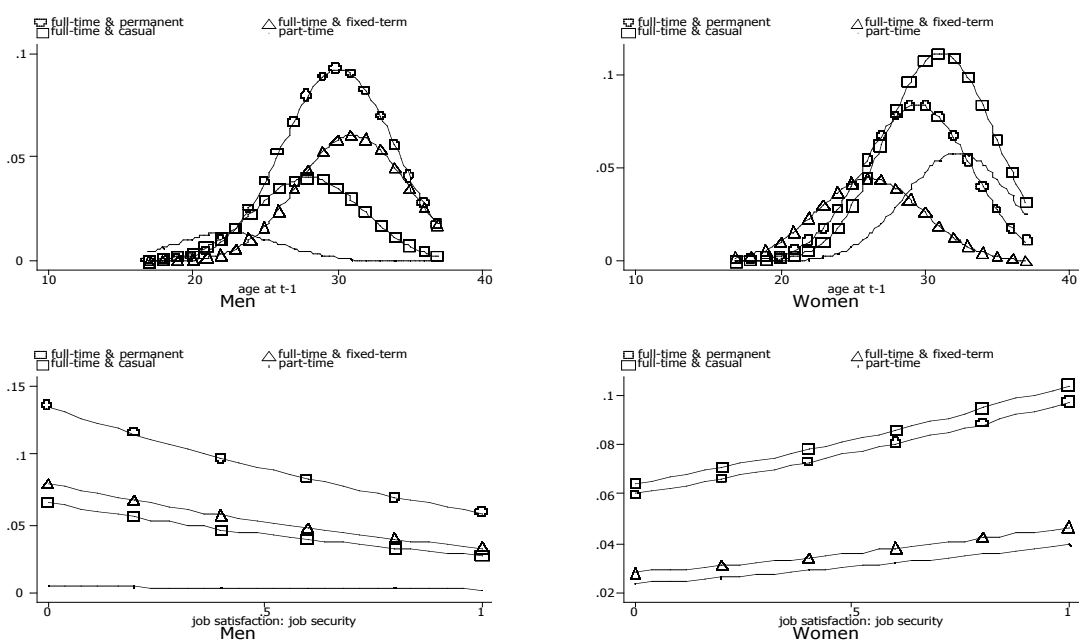 full-time & permanent full-time & fixed-term
full-time & casual part-time
.1
.05
0
10 20 30 40
age at t-1
Men
full-time & permanent full-time & fixed-term
full-time & casual part-time
.1
.05
0
10 20 30 40
age at t-1
Women
full-time & permanent full-time & fixed-term
full-time & casual part-time
.15
.1
.05
0
0 .5 1
job satisfaction: job security
Men
full-time & permanent full-time & fixed-term
full-time & casual part-time
.1
.08
.06
.04
.02
0 .5 1
job satisfaction: job security
Women